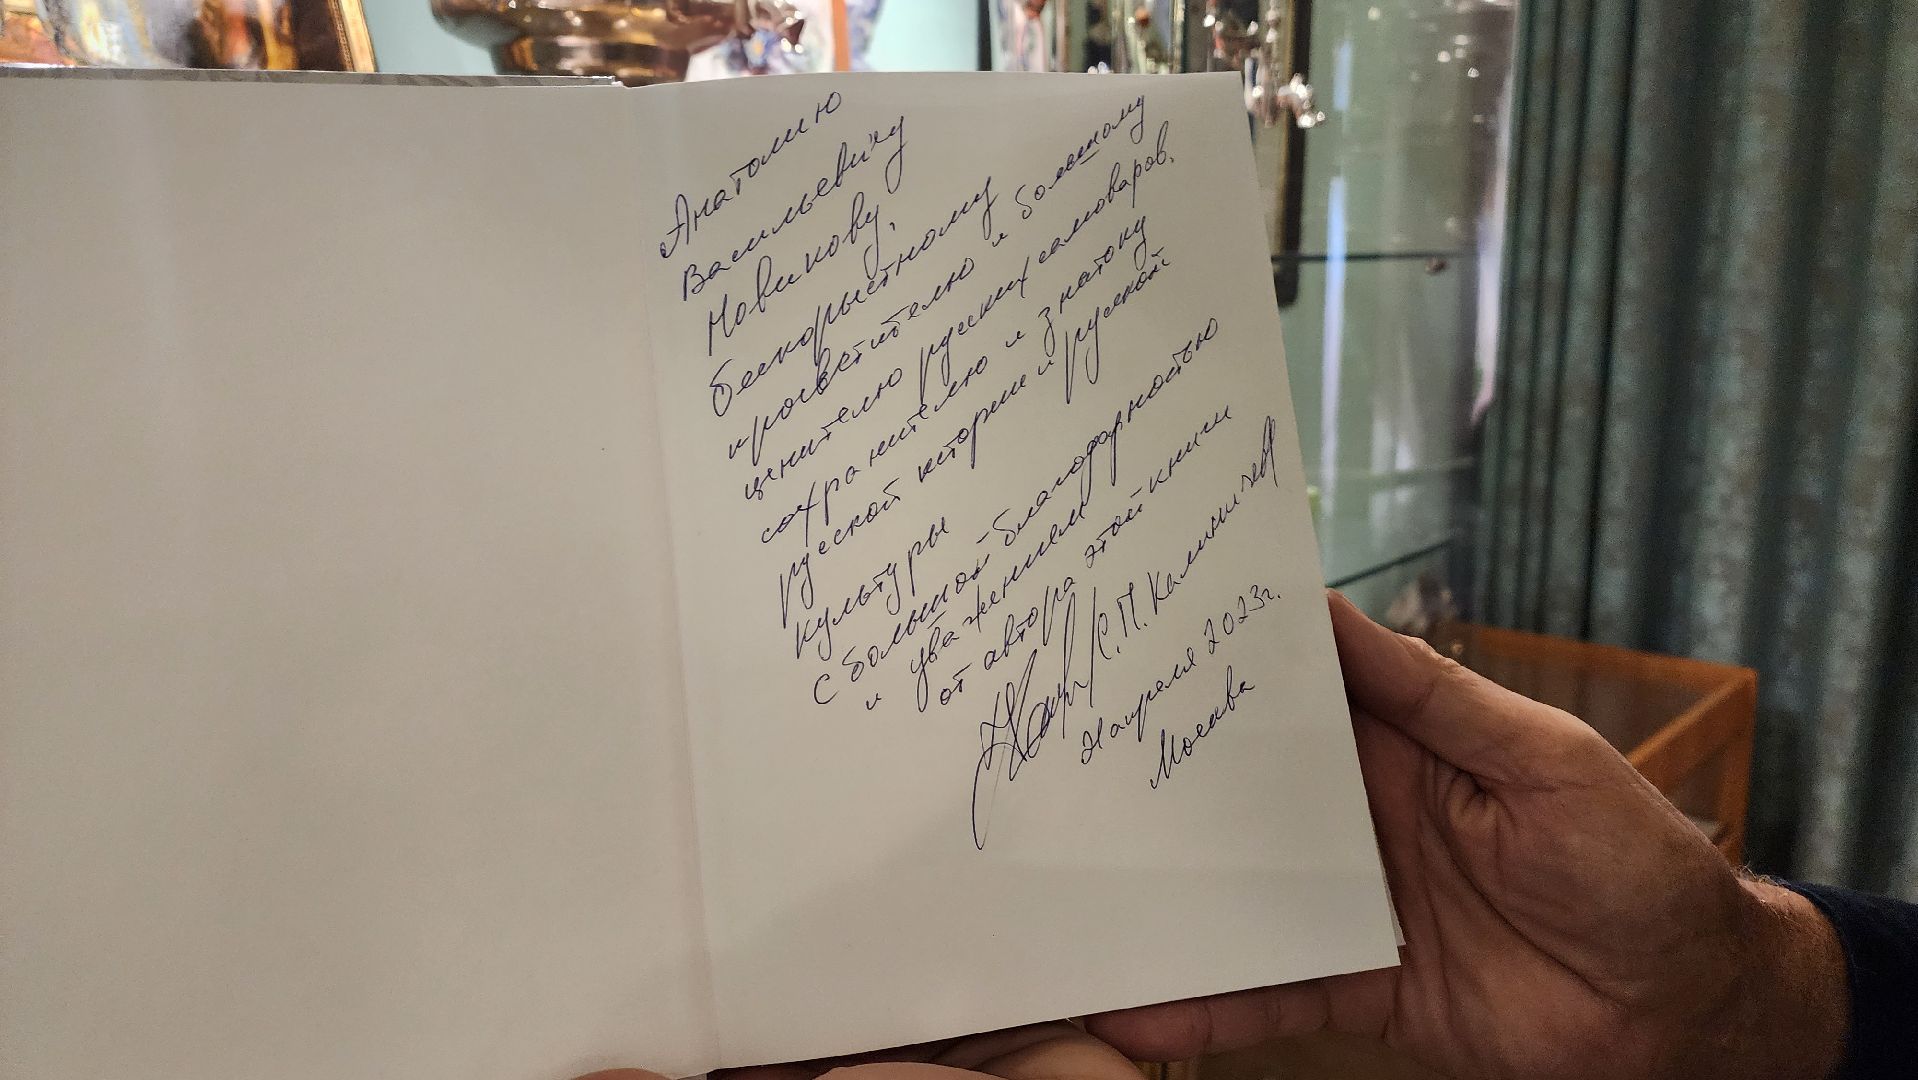 Анатолию
Васильевичу
Новикову,
бескорыстному
просветителю и большому
ценителю русских самоваров,
сохранителю и знатоку
русской истории и русской
культуры
с большой благодарностью
и уважением
от автора этой книги
/С.П. Калиничев
апреля 2023г.
Москва